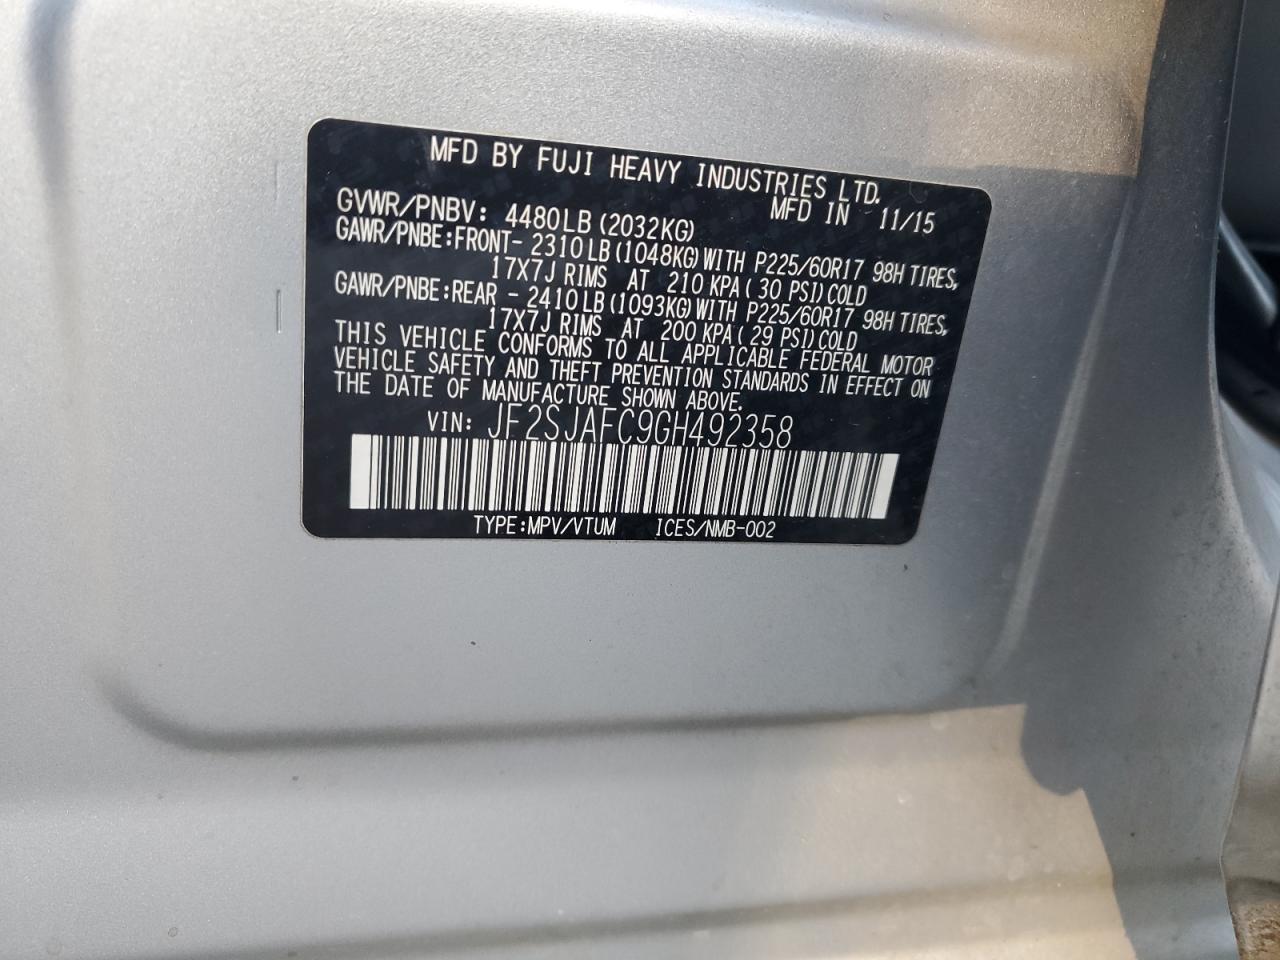 MFD BY FUJI HEAVY INDUSTRIES LTD.
MFD IN 11/15
GVWR/PNBV: 4480LB(2032KG)
GAWR/PNBE:FRONT- 2310LB(1048KG)WITH P225/60R17 98H TIRES,
17X7J RIMS AT 210 KPA(30 PSI)COLD
GAWR/PNBE:REAR - 2410LB(1093KG)WITH P225/60R17 98H TIRES,
17X7J RIMS AT 200 KPA(29 PSI)COLD
THIS VEHICLE CONFORMS TO ALL APPLICABLE FEDERAL MOTOR
VEHICLE SAFETY AND THEFT PREVENTION STANDARDS IN EFFECT ON
THE DATE OF MANUFACTURE SHOWN ABOVE.
VIN: JF2SJAFC9GH492358
TYPE:MPV/VTUM ICES/NMB-002